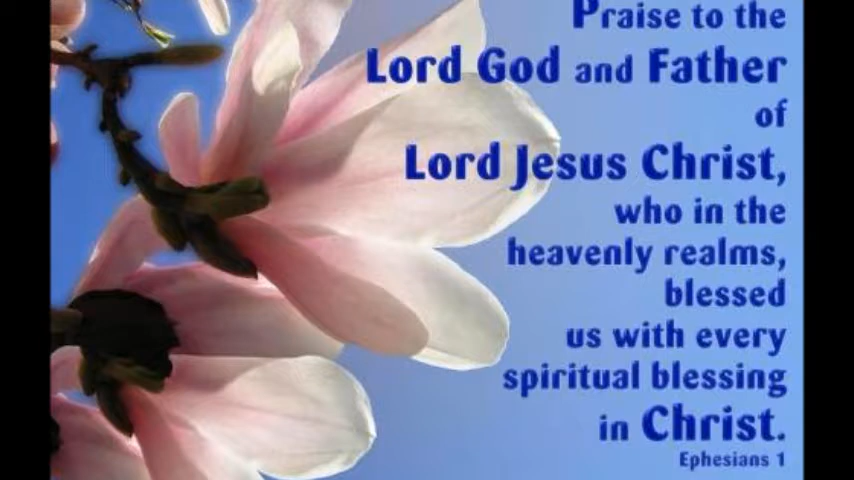 Praise to the
Lord God and Father
of
Lord Jesus Christ,
who in the
heavenly realms,
blessed
us with every
spiritual blessing
in Christ.
Ephesians 1